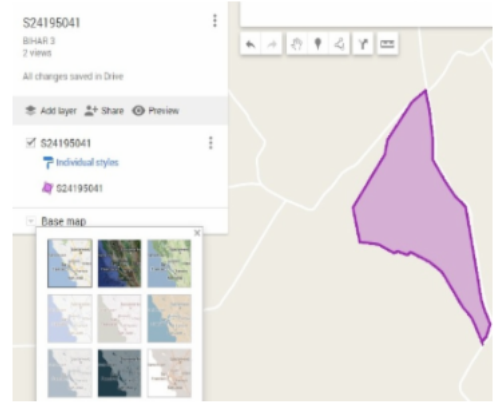 S24195041
BIHAR 3
2 views
All changes saved in Drive
Add layer Share Preview
S24195041
Individual styles
S24195041
Base map